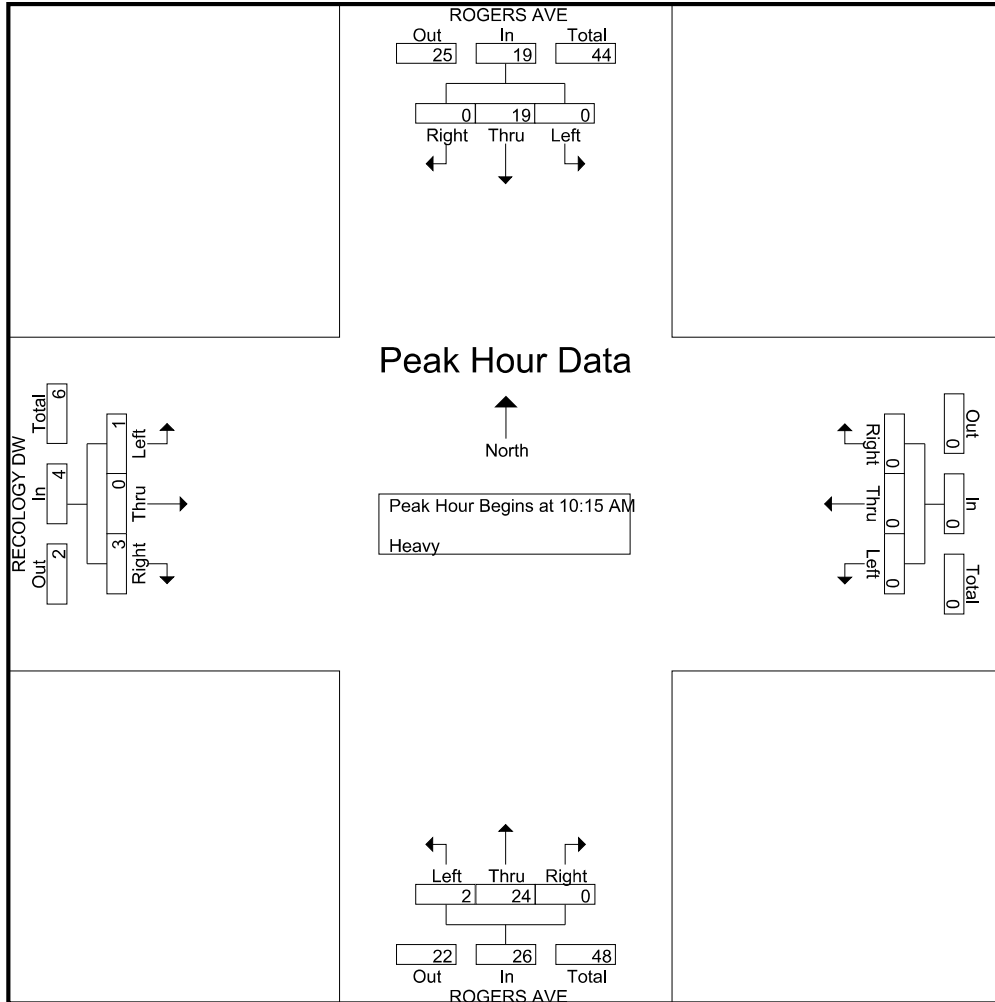 ROGERS AVE
Out In Total
25 19 44
0 19 0
Right Thru Left
Peak Hour Data
North
Peak Hour Begins at 10:15 AM
Heavy
RECOLOGY DW
Out In Total
2 4 6
3 0 1
Right Thru Left
Out In Total
0 0 0
0 0 0
Right Thru Left
Left Thru Right
2 24 0
22 26 48
Out In Total
ROGERS AVE